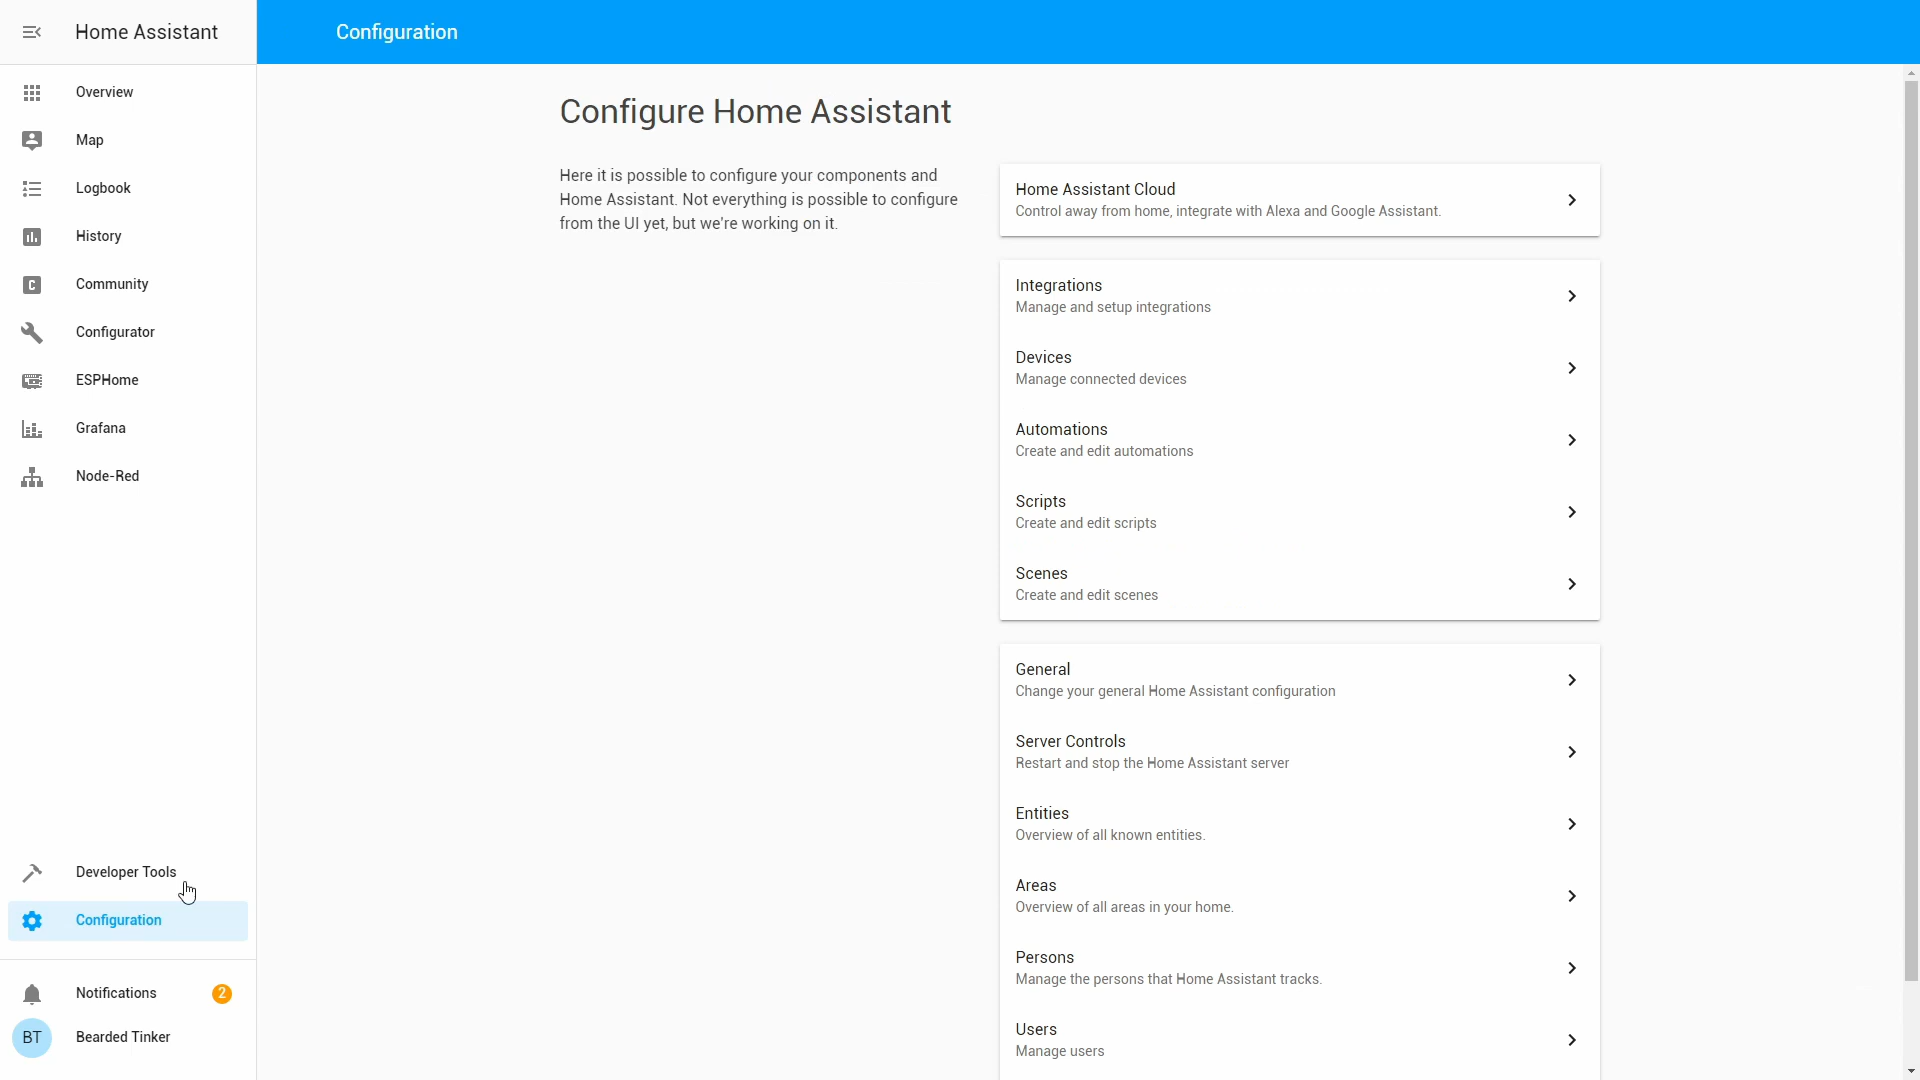 Home Assistant
Configuration
Overview
Map
Logbook
History
C
Community
Configurator
ESPHome
Grafana
Node-Red
Developer Tools
Configuration
Notifications
2
BT
Bearded Tinker
Configure Home Assistant
Here it is possible to configure your components and
Home Assistant. Not everything is possible to configure
from the UI yet, but we're working on it.
Home Assistant Cloud
Control away from home, integrate with Alexa and Google Assistant.
Integrations
Manage and setup integrations
Devices
Manage connected devices
Automations
Create and edit automations
Scripts
Create and edit scripts
Scenes
Create and edit scenes
General
Change your general Home Assistant configuration
Server Controls
Restart and stop the Home Assistant server
Entities
Overview of all known entities.
Areas
Overview of all areas in your home.
Persons
Manage the persons that Home Assistant tracks.
Users
Manage users